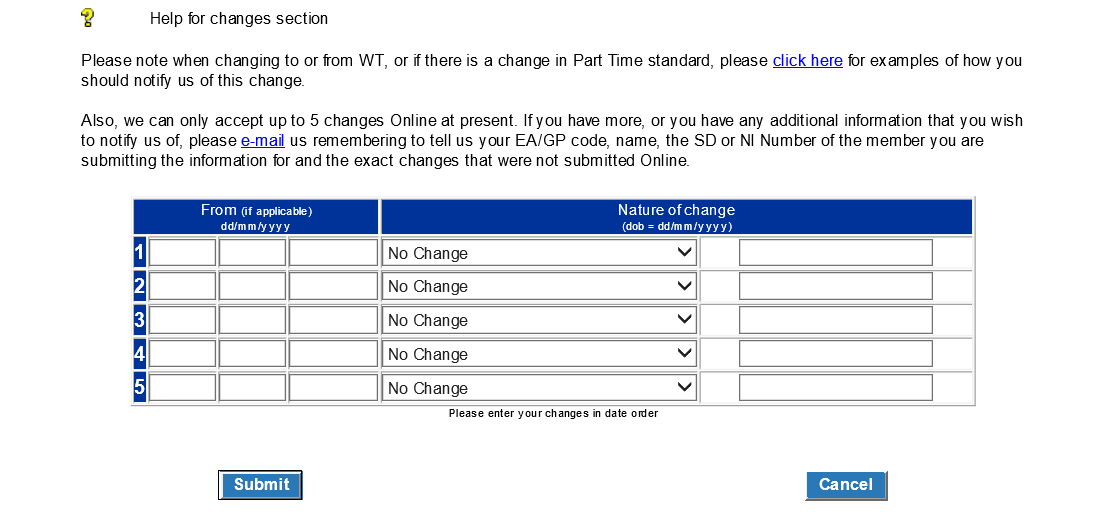 ? Help for changes section
Please note when changing to or from WT, or if there is a change in Part Time standard, please click here for examples of how you
should notify us of this change.
Also, we can only accept up to 5 changes Online at present. If you have more, or you have any additional information that you wish
to notify us of, please e-mail us remembering to tell us your EA/GP code, name, the SD or NI Number of the member you are
submitting the information for and the exact changes that were not submitted Online.
From (if applicable) Nature of change
dd/mm/yyyy (dob = dd/mm/yyyy)
1 No Change
2 No Change
3 No Change
4 No Change
5 No Change
Please enter your changes in date order
Submit Cancel